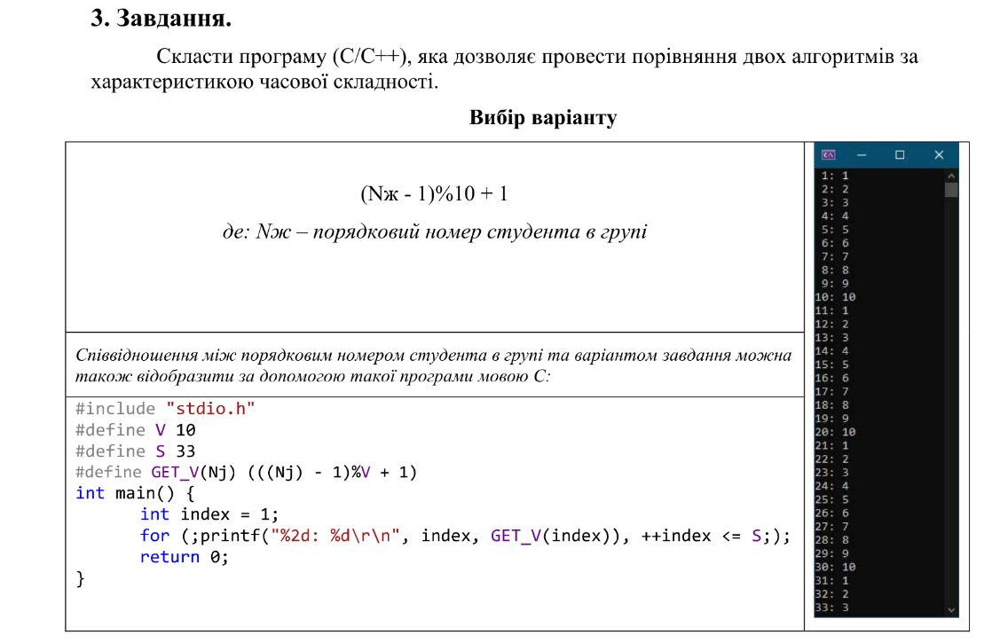 3. Завдання.
Скласти програму (C/C++), яка дозволяє провести порівняння двох алгоритмів за
характеристикою часової складності.
Вибір варіанту
(Nж - 1)%10 + 1
де: Nж – порядковий номер студента в групі
Співвідношення між порядковим номером студента в групі та варіантом завдання можна
також відобразити за допомогою такої програми мовою C:
#include "stdio.h"
#define V 10
#define S 33
#define GET_V(Nj) (((Nj) - 1)%V + 1)
int main() {
int index = 1;
for (;printf("%2d: %d\r\n", index, GET_V(index)), ++index <= S;);
return 0;
}
1: 1
2: 2
3: 3
4: 4
5: 5
6: 6
7: 7
8: 8
9: 9
10: 10
11: 1
12: 2
13: 3
14: 4
15: 5
16: 6
17: 7
18: 8
19: 9
20: 10
21: 1
22: 2
23: 3
24: 4
25: 5
26: 6
27: 7
28: 8
29: 9
30: 10
31: 1
32: 2
33: 3